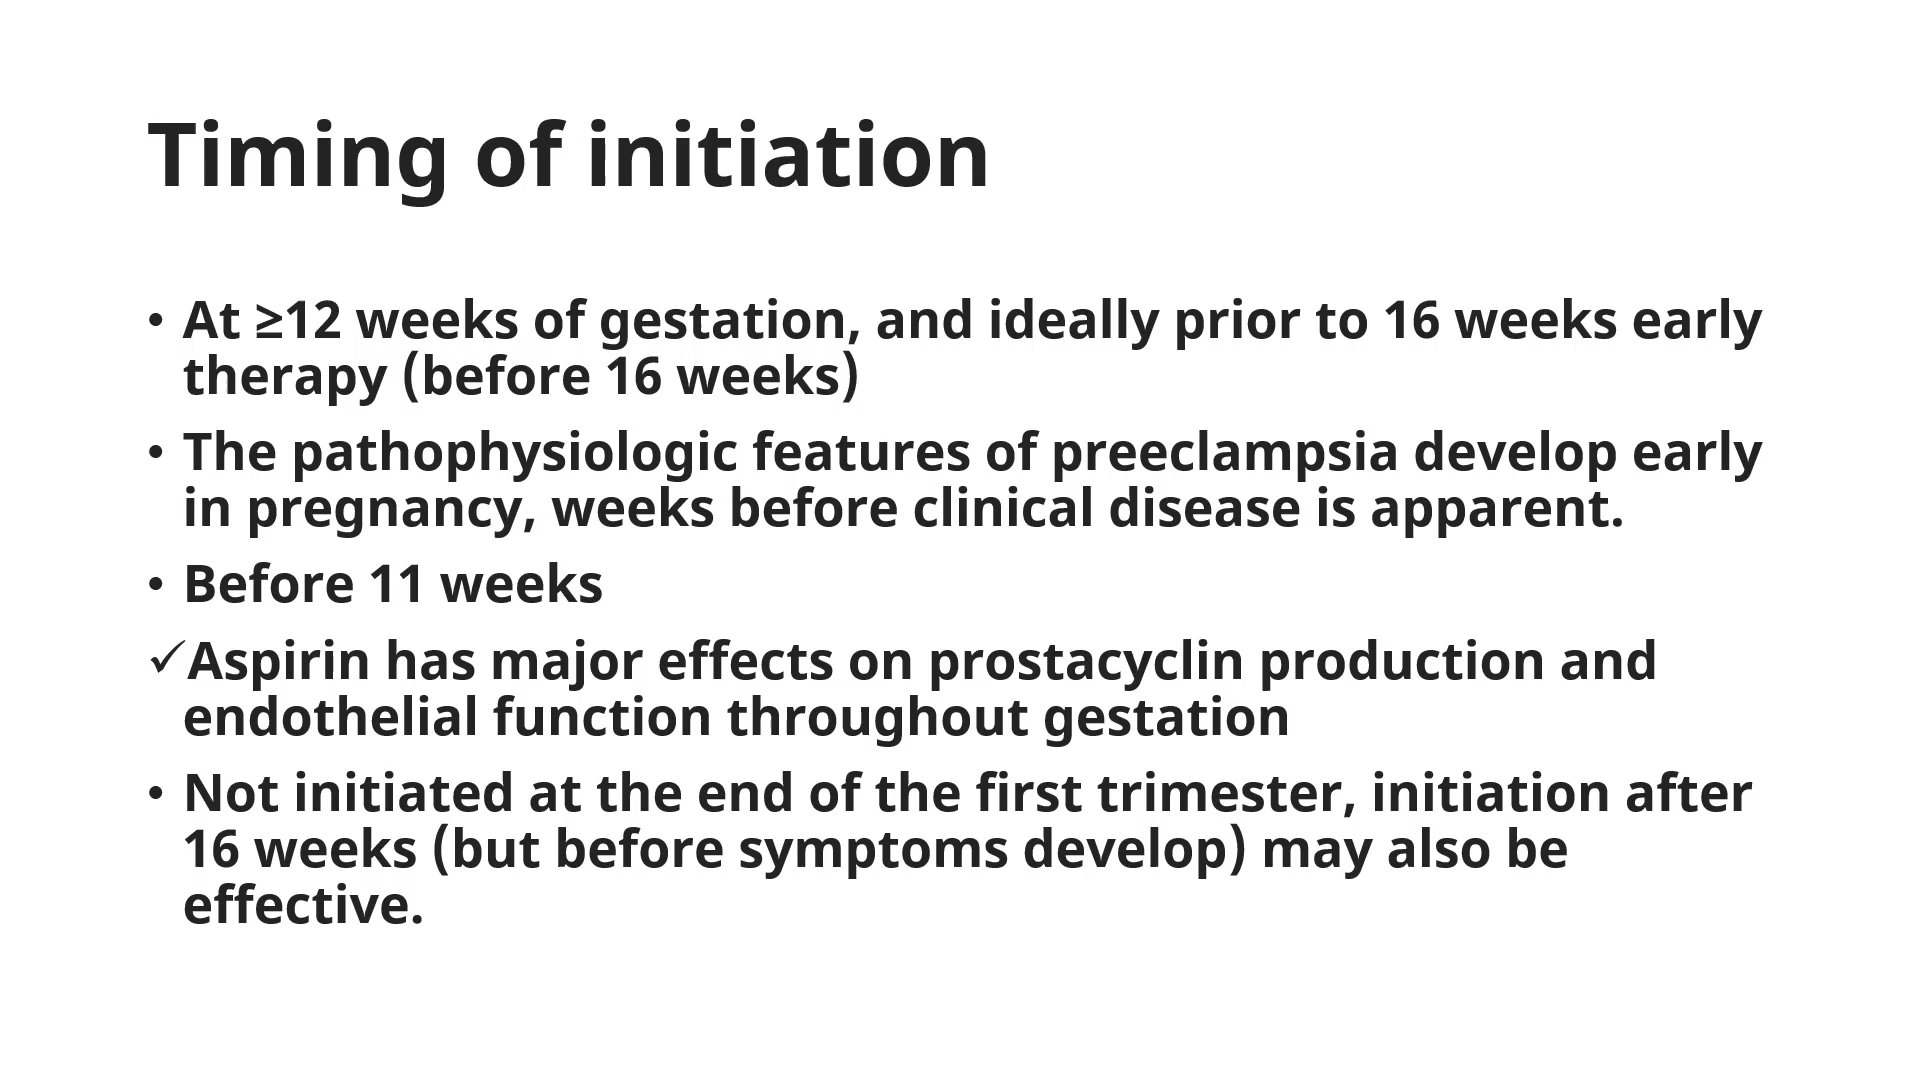 Timing of initiation
• At ≥12 weeks of gestation, and ideally prior to 16 weeks early
therapy (before 16 weeks)
• The pathophysiologic features of preeclampsia develop early
in pregnancy, weeks before clinical disease is apparent.
• Before 11 weeks
✓Aspirin has major effects on prostacyclin production and
endothelial function throughout gestation
• Not initiated at the end of the first trimester, initiation after
16 weeks (but before symptoms develop) may also be
effective.